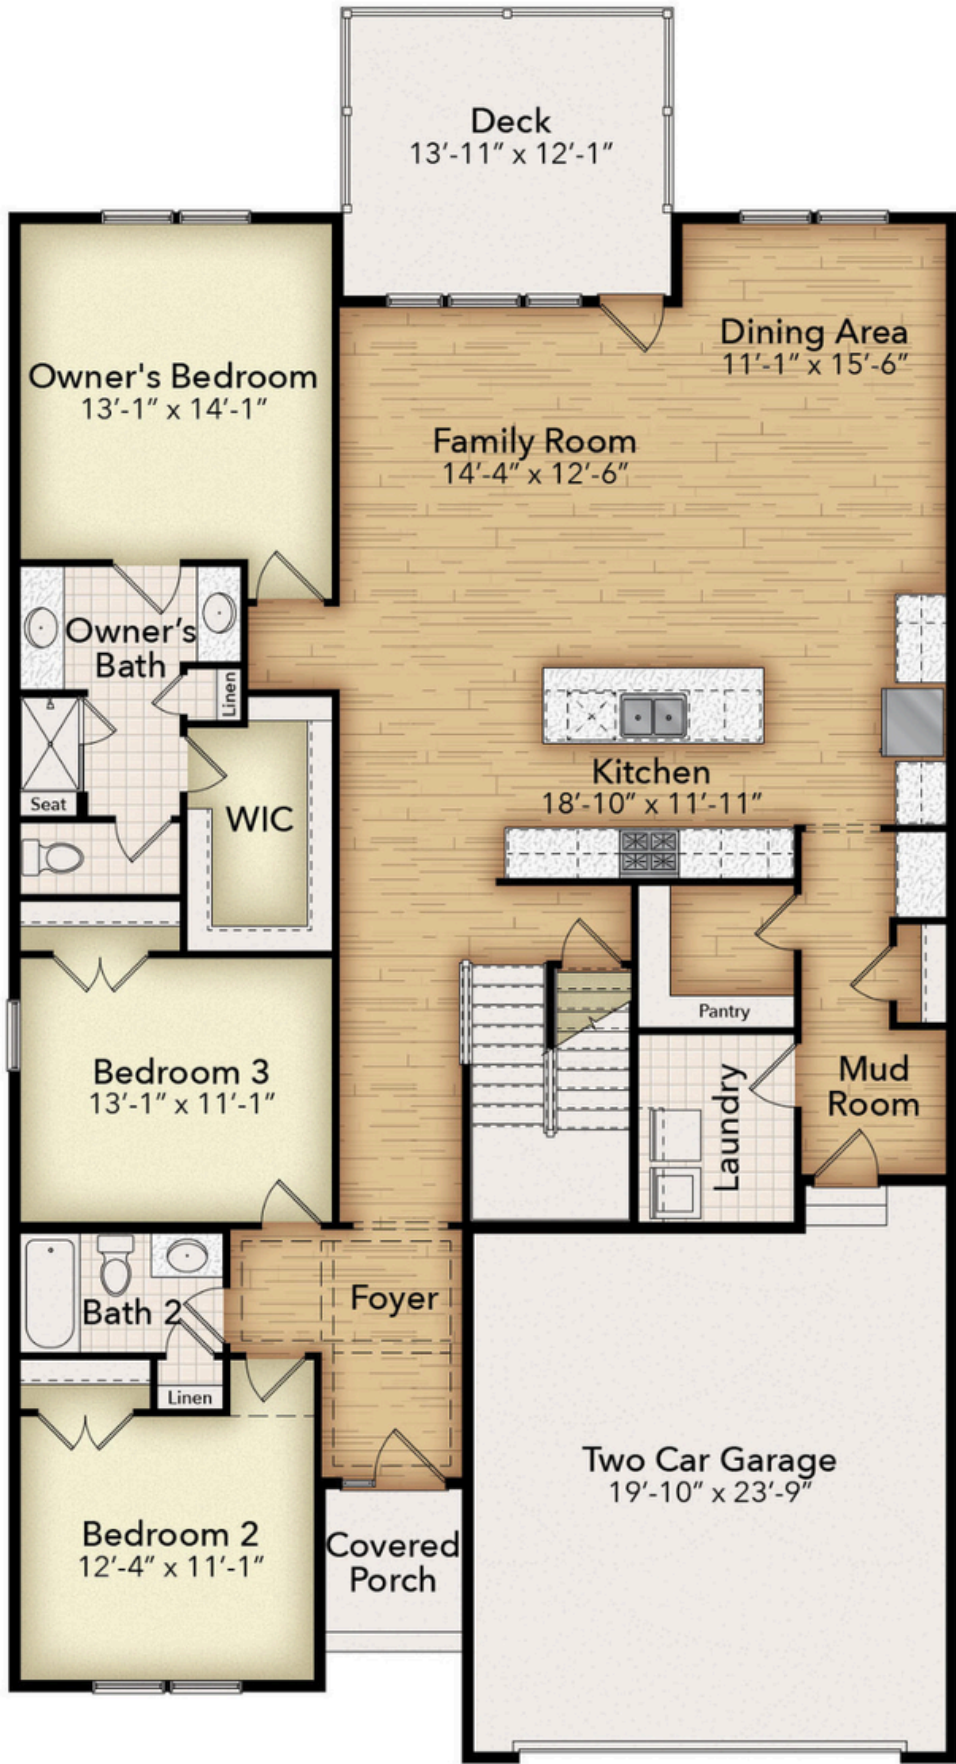 Deck
13'-11" x 12'-1"
Dining Area
11'-1" x 15'-6"
Owner's Bedroom
13'-1" x 14'-1"
Family Room
14'-4" x 12'-6"
Owner's
Bath
Linen
Seat
WIC
Kitchen
18'-10" x 11'-11"
Pantry
Bedroom 3
13'-1" x 11'-1"
Laundry
Mud
Room
Bath 2
Foyer
Linen
Two Car Garage
19'-10" x 23'-9"
Bedroom 2
12'-4" x 11'-1"
Covered
Porch